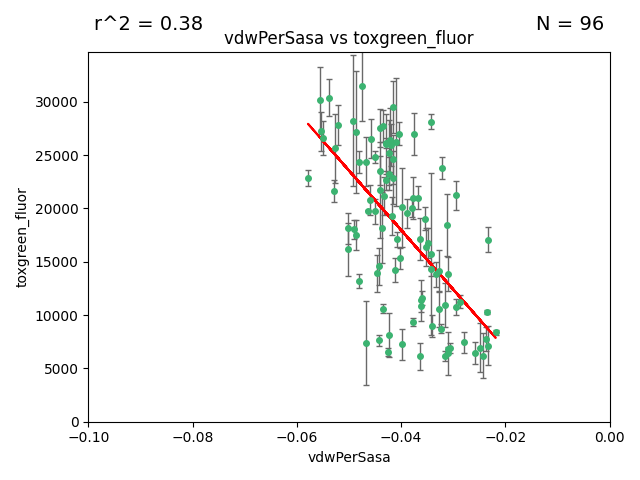 r^2 = 0.38
N = 96
vdwPerSasa vs toxgreen_fluor
toxgreen_fluor
30000
25000
20000
15000
10000
5000
0
−0.10
−0.08
−0.06
−0.04
−0.02
0.00
vdwPerSasa